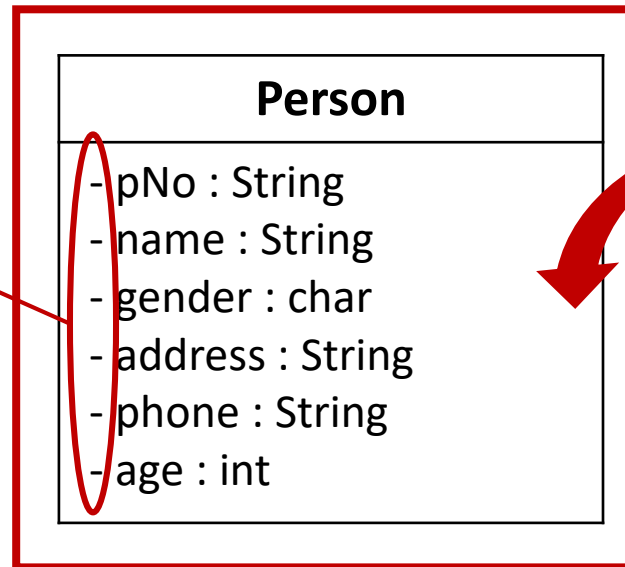 Person
- pNo : String
- name : String
- gender : char
- address : String
- phone : String
- age : int